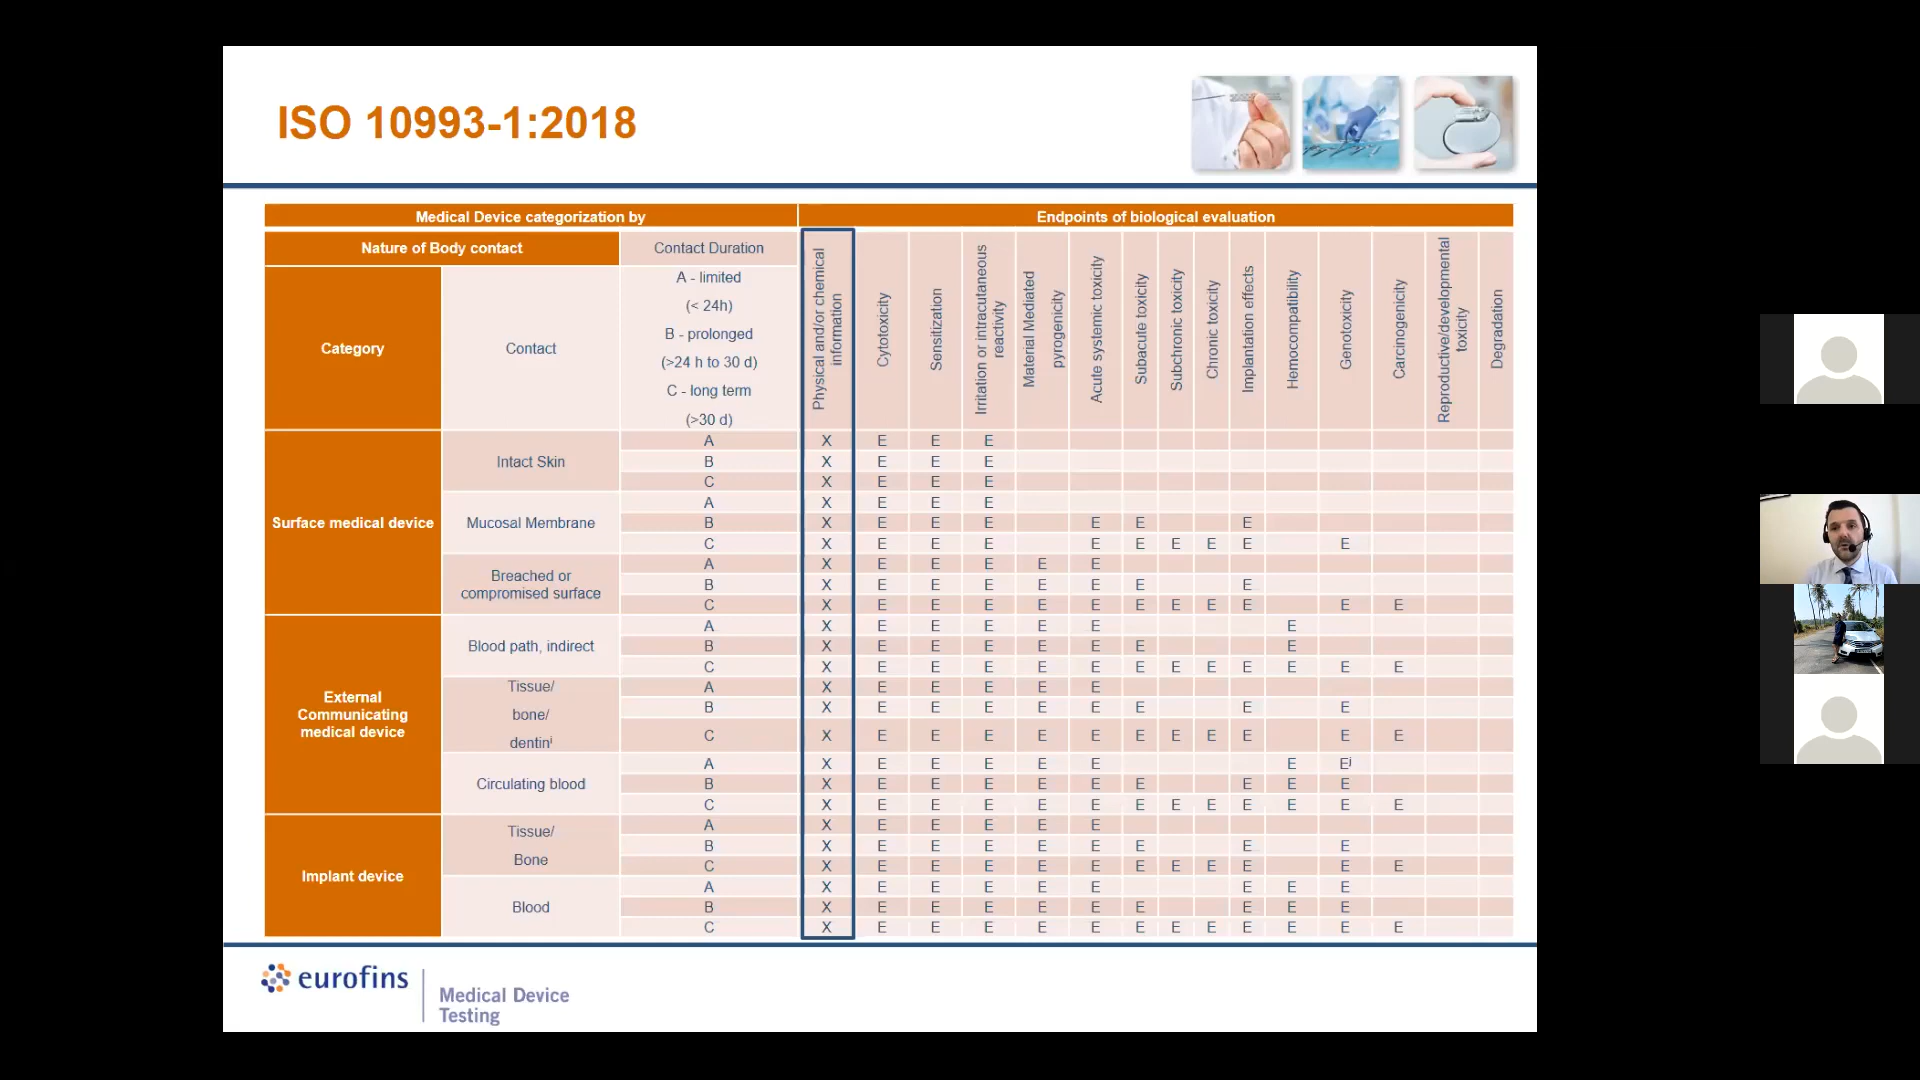 ISO 10993-1:2018
Medical Device categorization by
Endpoints of biological evaluation
Nature of Body contact
Contact Duration
Category
Contact
A - limited
(< 24h)
B - prolonged
(>24 h to 30 d)
C - long term
(>30 d)
Physical and/or chemical
information
Cytotoxicity
Sensitization
Irritation or intracutaneous
reactivity
Material Mediated
pyrogenicity
Acute systemic toxicity
Subacute toxicity
Subchronic toxicity
Chronic toxicity
Implantation effects
Hemocompatibility
Genotoxicity
Carcinogenicity
Reproductive/developmental
toxicity
Degradation
Surface medical device
Intact Skin
A X E E E
B X E E E
C X E E E
Mucosal Membrane
A X E E E
B X E E E E E E
C X E E E E E E E E E
Breached or
compromised surface
A X E E E E E
B X E E E E E E E
C X E E E E E E E E E E E
External
Communicating
medical device
Blood path, indirect
A X E E E E E E
B X E E E E E E E
C X E E E E E E E E E E E E
Tissue/
bone/
dentinⁱ
A X E E E E E
B X E E E E E E E E
C X E E E E E E E E E E E
Circulating blood
A X E E E E E E Eʲ
B X E E E E E E E E E
C X E E E E E E E E E E E E
Implant device
Tissue/
Bone
A X E E E E E
B X E E E E E E E E
C X E E E E E E E E E E E
Blood
A X E E E E E E E E
B X E E E E E E E E E
C X E E E E E E E E E E E E
eurofins
Medical Device
Testing